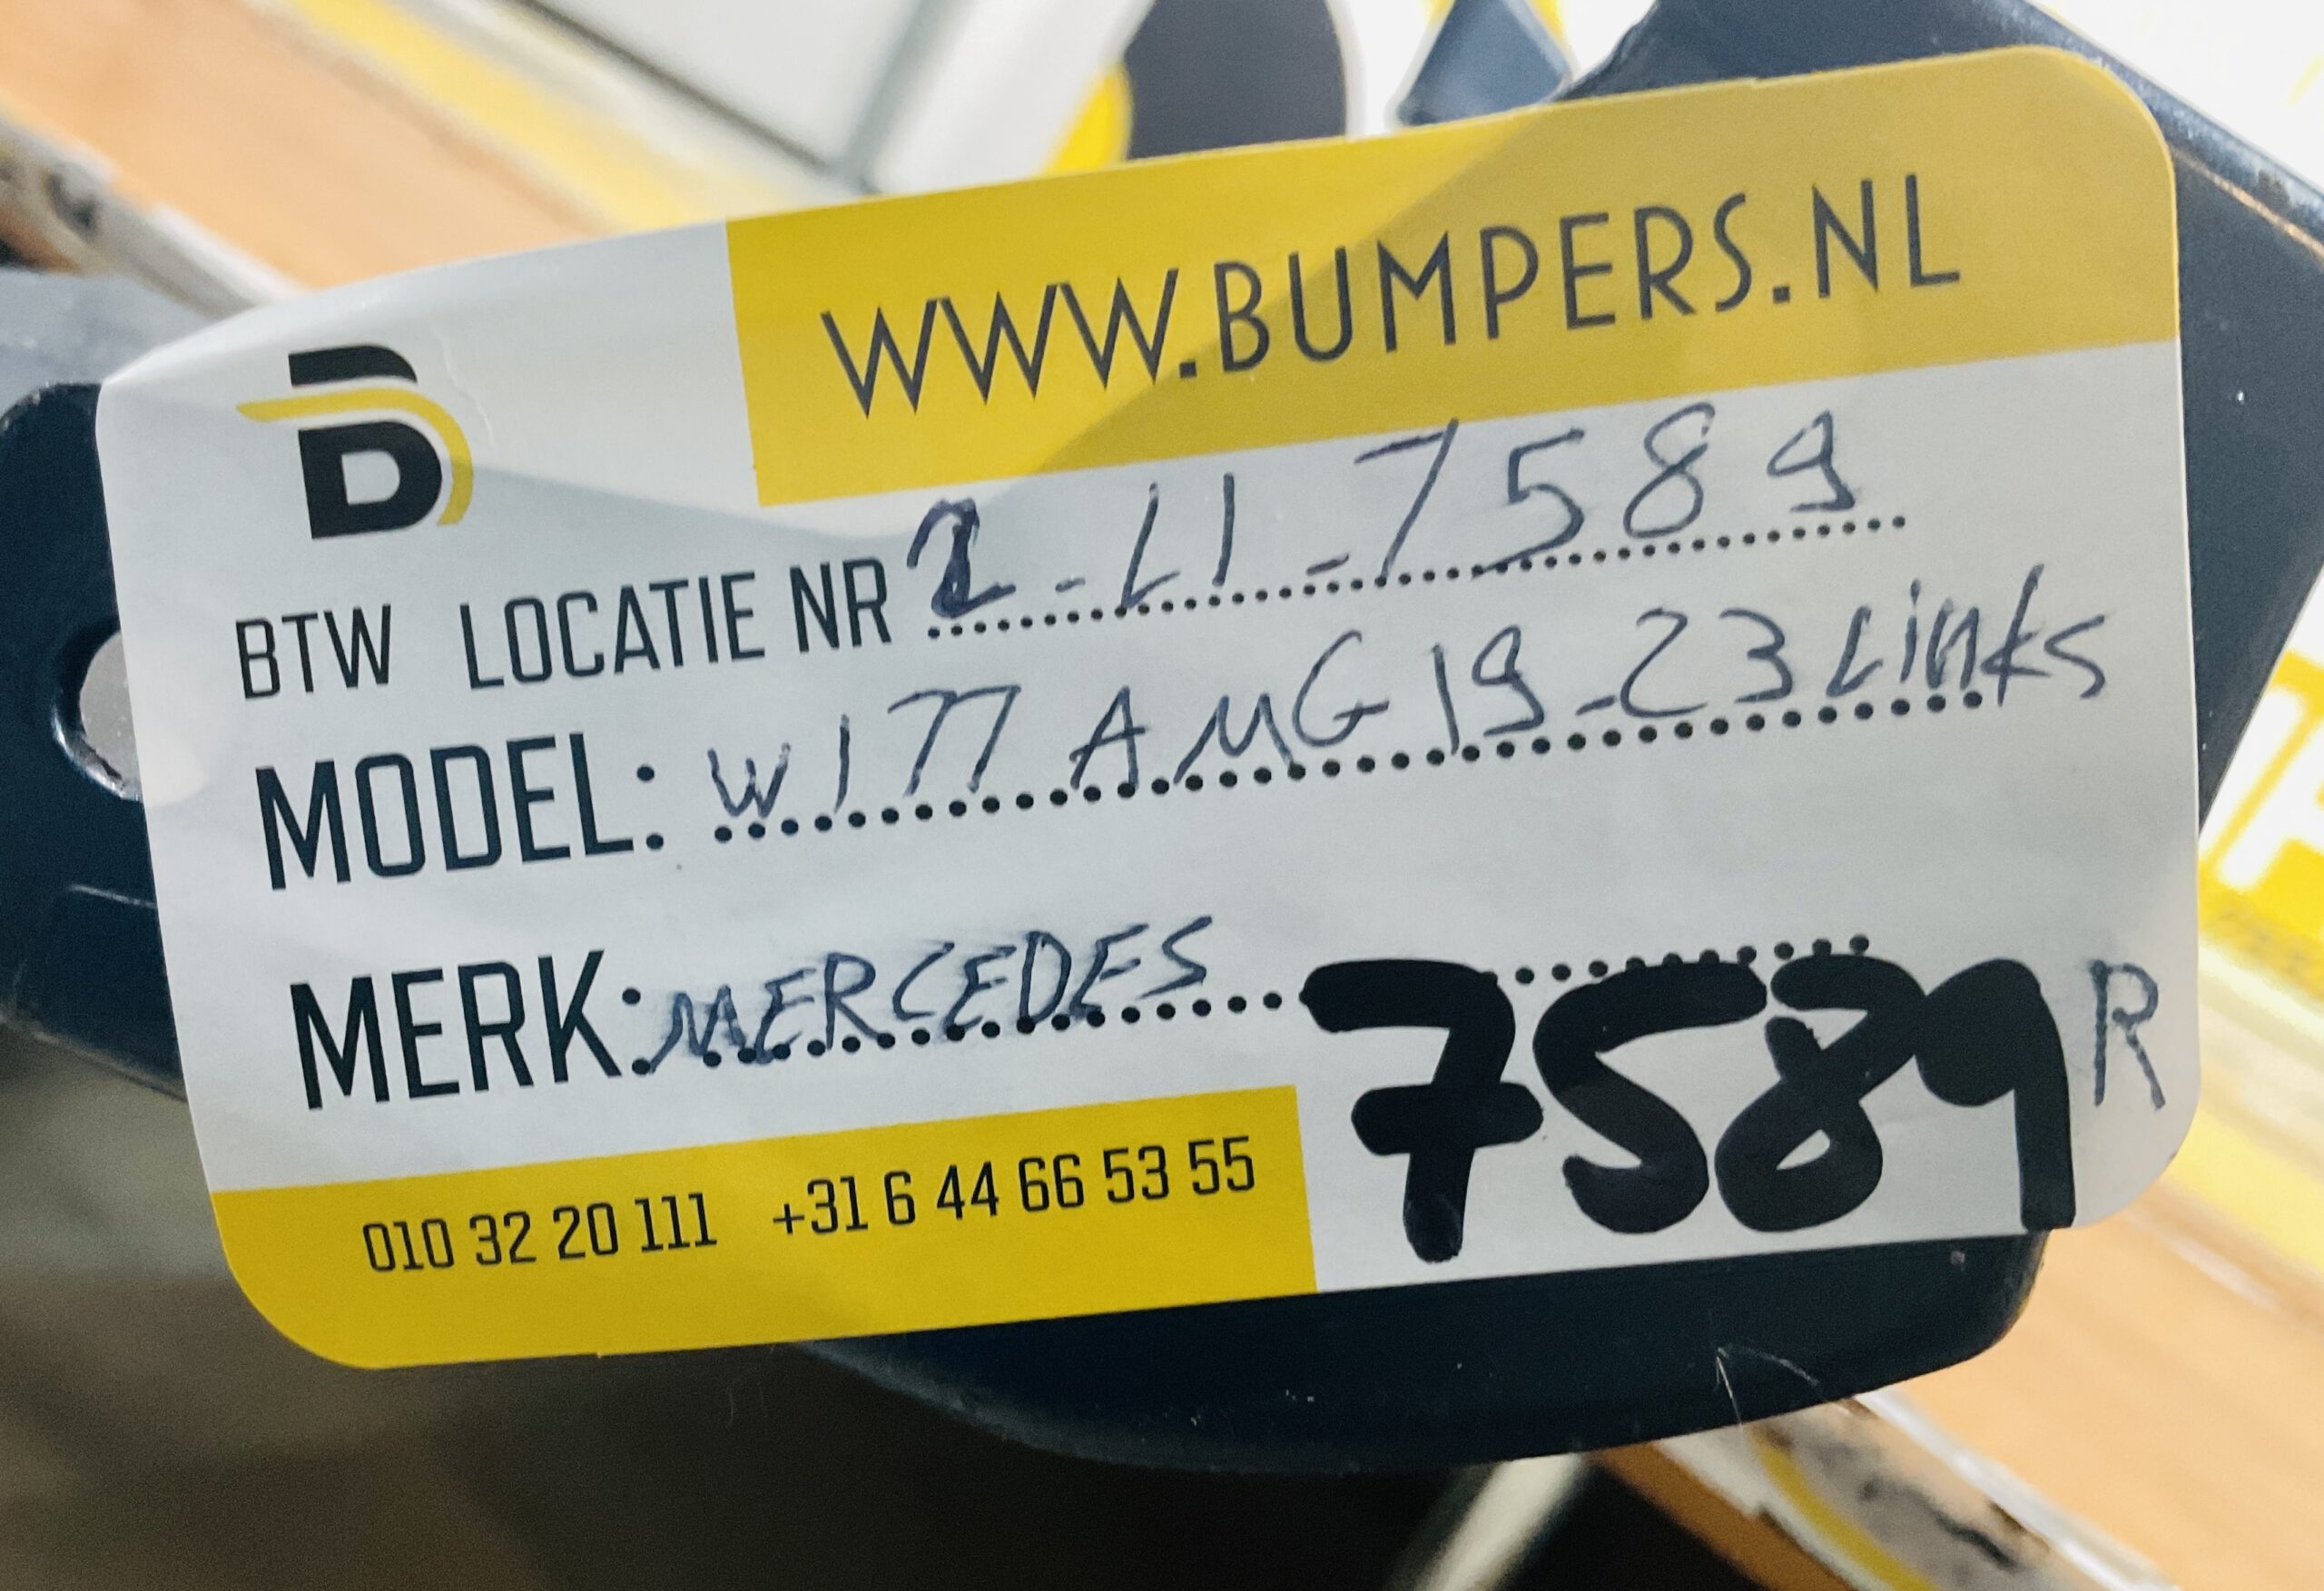 WWW.BUMPERS.NL
B
BTW LOCATIE NR 2-L1-7589
MODEL: W177 AMG 19-23 Links
MERK: MERCEDES
7589 R
010 32 20 111 +31 6 44 66 53 55